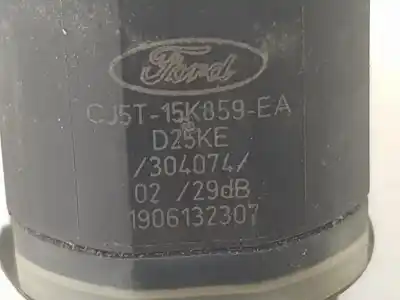 Ford
CJ5T-15K859-EA
D25KE
/304074/
02 /29dB
1906132307